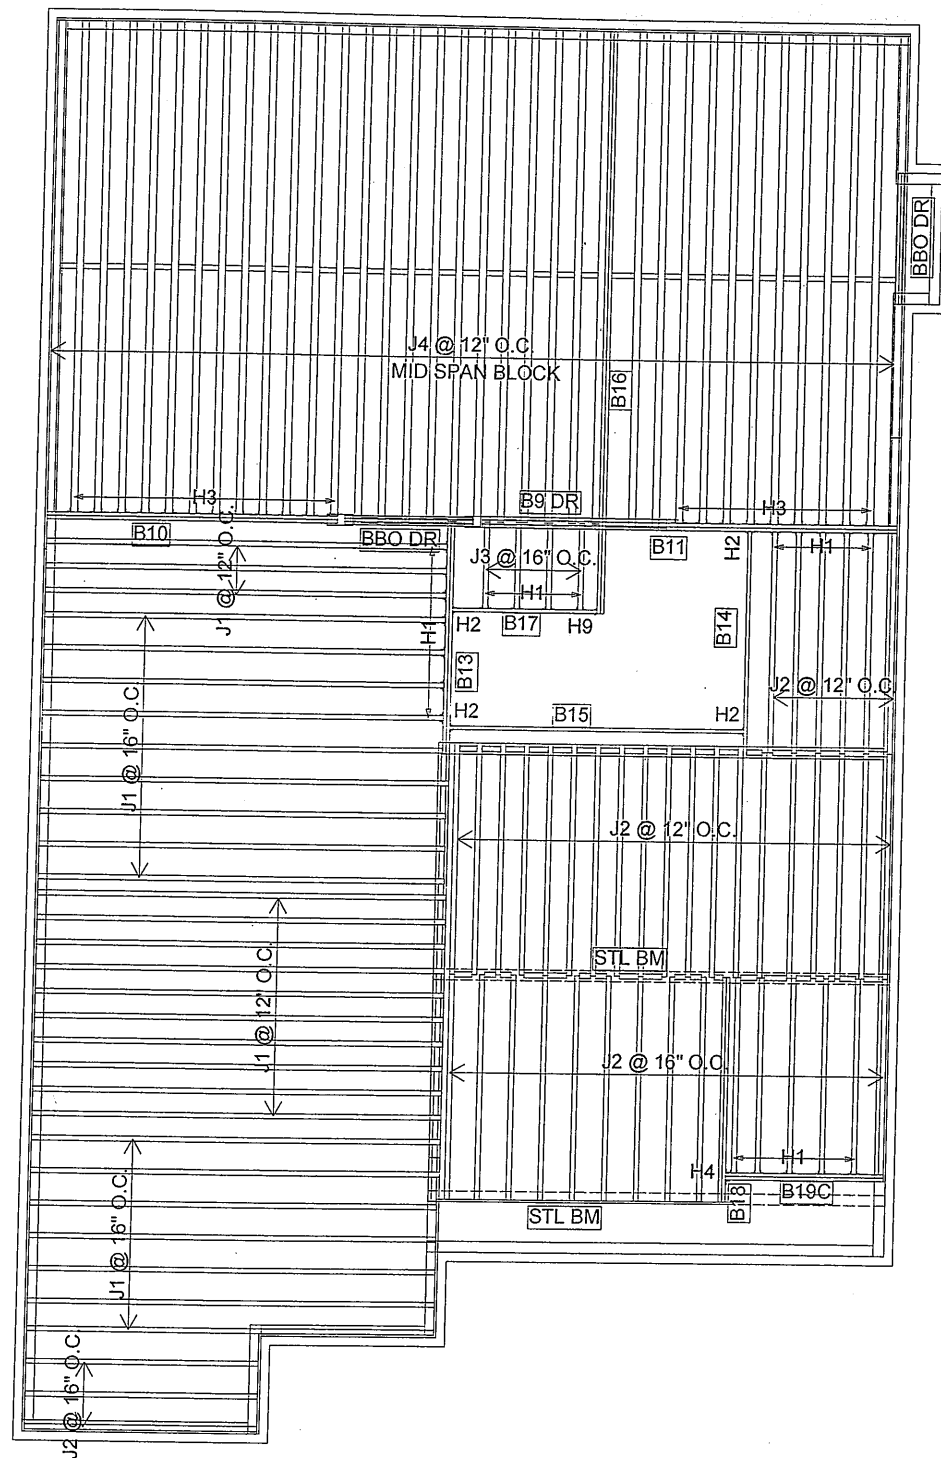 BBO DR
J4 @ 12" O.C.
MID SPAN BLOCK
B16
H3
B9 DR
H3
B10
J1 @ 12" O.C.
BBO DR
J3 @ 16" O.C.
B11
H2
H1
H1
H1
H2
B17
H9
B14
B13
J2 @ 12" O.C.
H2
B15
H2
J1 @ 16" O.C.
J2 @ 12" O.C.
STL BM
J1 @ 12" O.C.
J2 @ 16" O.C.
H1
H4
B18
B19C
STL BM
J1 @ 16" O.C.
J2 @ 16" O.C.